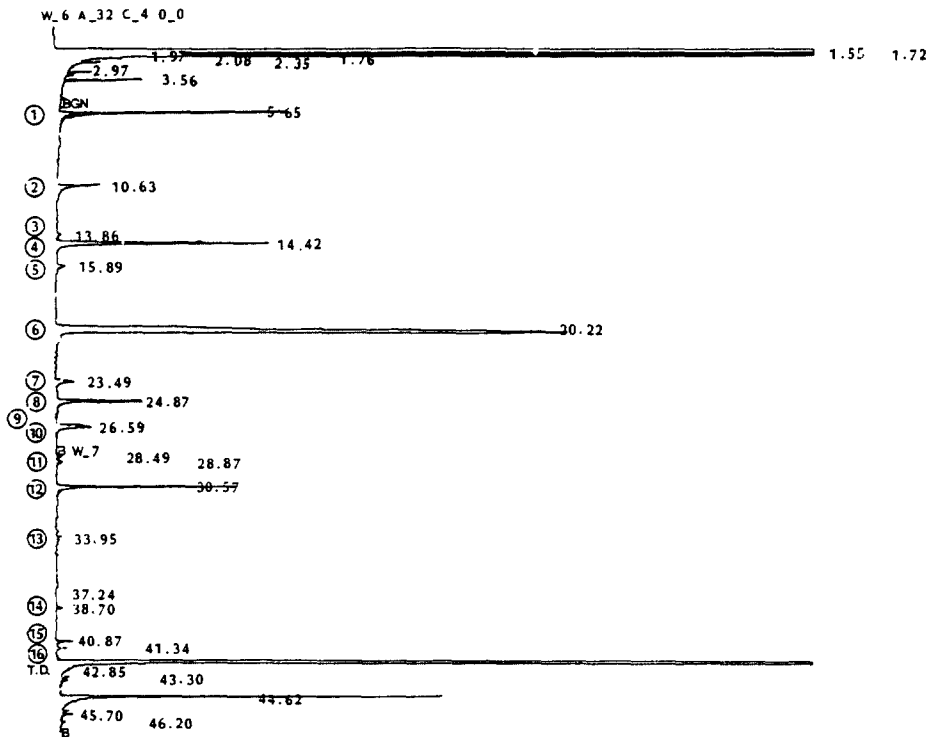 W_6 A_32 C_4 0_0
1.97 2.08 2.35 1.76 1.55 1.72
2.97 3.56
BGN
① 5.65
② 10.63
③ 13.86
④ 14.42
⑤ 15.89
⑥ 20.22
⑦ 23.49
⑧ 24.87
⑨
⑩ 26.59
B W_7
⑪ 28.49 28.87
⑫ 30.57
⑬ 33.95
37.24
⑭ 38.70
⑮ 40.87
⑯ 41.34
T.D.
42.85 43.30
44.62
45.70 46.20
B